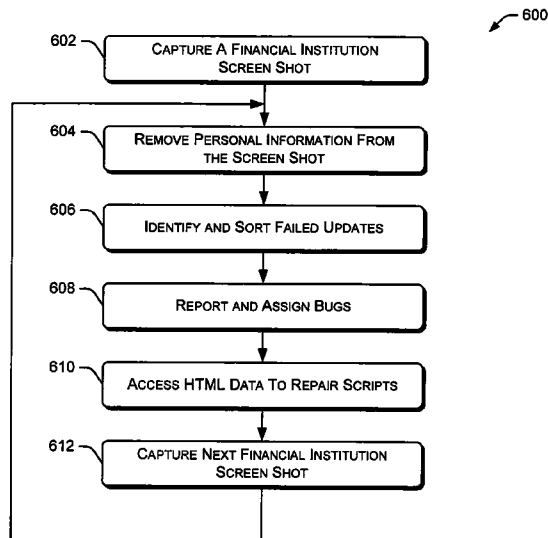 600
602
CAPTURE A FINANCIAL INSTITUTION
SCREEN SHOT
604
REMOVE PERSONAL INFORMATION FROM
THE SCREEN SHOT
606
IDENTIFY AND SORT FAILED UPDATES
608
REPORT AND ASSIGN BUGS
610
ACCESS HTML DATA TO REPAIR SCRIPTS
612
CAPTURE NEXT FINANCIAL INSTITUTION
SCREEN SHOT